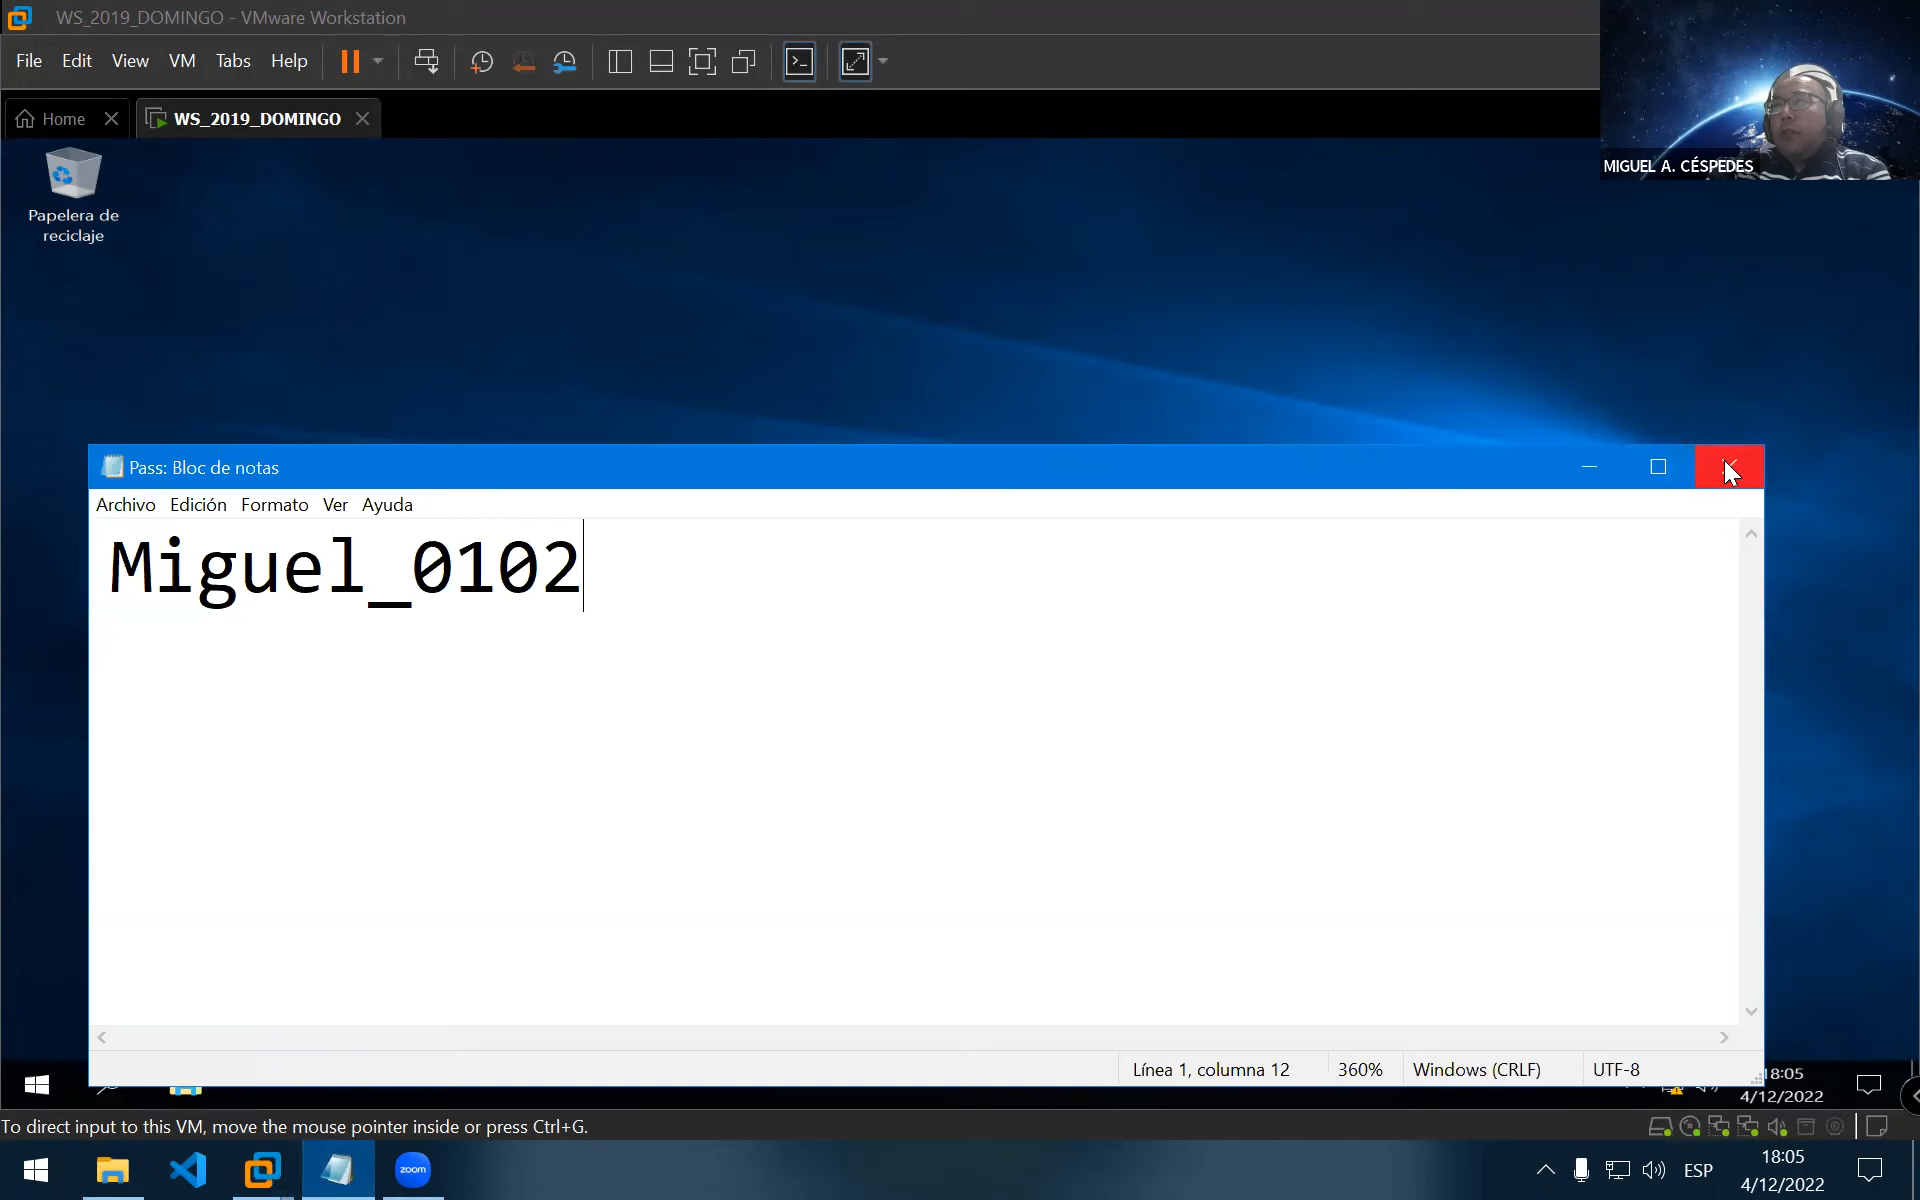 WS_2019_DOMINGO - VMware Workstation
File Edit View VM Tabs Help
Home
WS_2019_DOMINGO
MIGUEL A. CÉSPEDES
Papelera de
reciclaje
Pass: Bloc de notas
Archivo Edición Formato Ver Ayuda
Miguel_0102
Línea 1, columna 12 360% Windows (CRLF) UTF-8
18:05
4/12/2022
To direct input to this VM, move the mouse pointer inside or press Ctrl+G.
zoom
ESP
18:05
4/12/2022